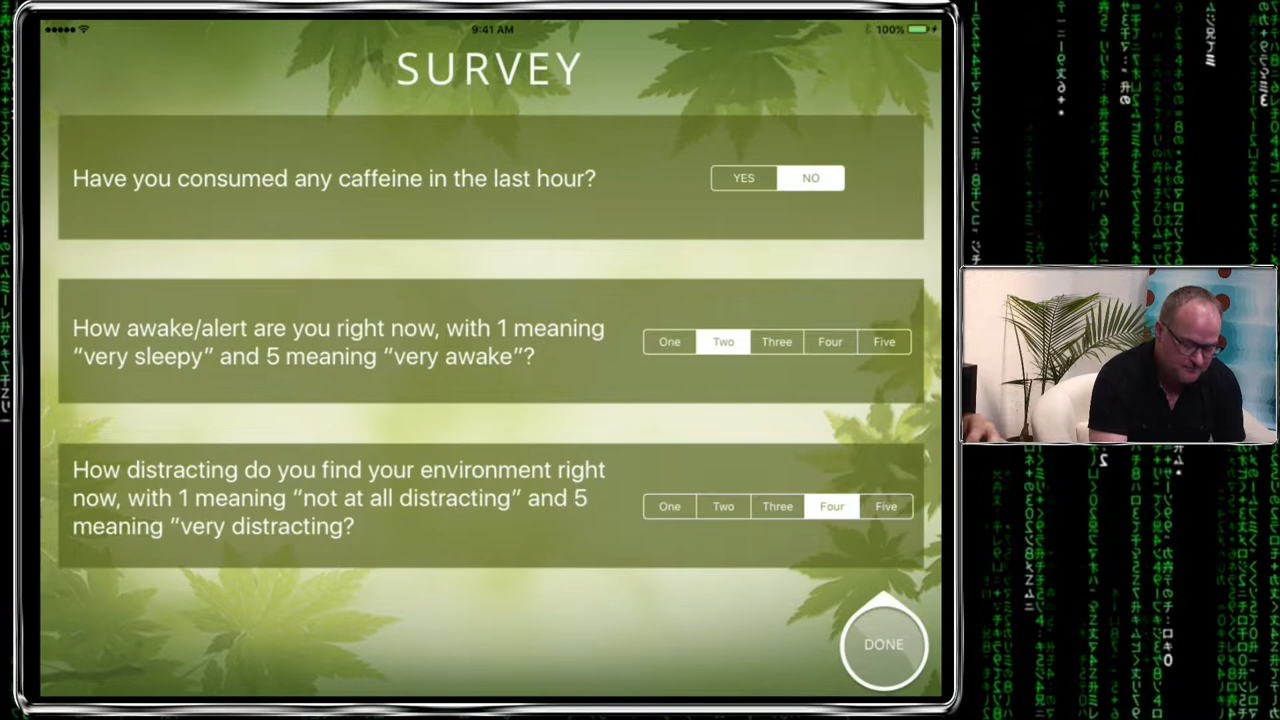 9:41 AM
100%
SURVEY
Have you consumed any caffeine in the last hour?
YES NO
How awake/alert are you right now, with 1 meaning
“very sleepy” and 5 meaning “very awake”?
One Two Three Four Five
How distracting do you find your environment right
now, with 1 meaning “not at all distracting” and 5
meaning “very distracting?
One Two Three Four Five
DONE